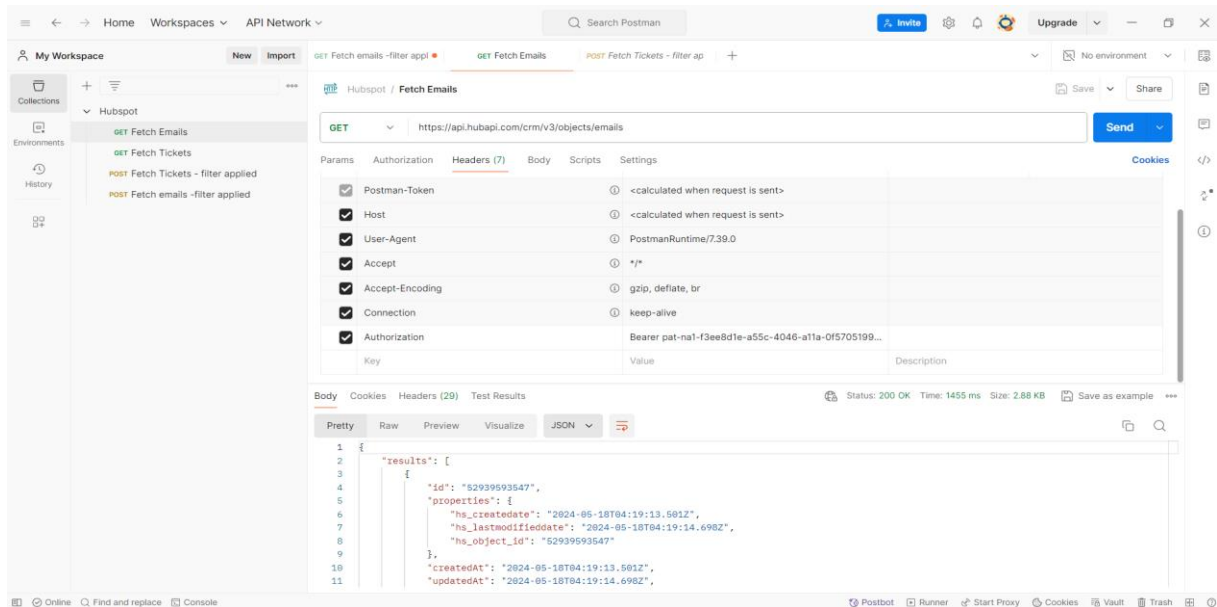 Home Workspaces API Network Search Postman Invite Upgrade
My Workspace New Import GET Fetch emails -filter appl GET Fetch Emails POST Fetch Tickets - filter ap No environment
Collections
Environments
History
Hubspot
GET Fetch Emails
GET Fetch Tickets
POST Fetch Tickets - filter applied
POST Fetch emails -filter applied
HTTP Hubspot / Fetch Emails Save Share
GET https://api.hubapi.com/crm/v3/objects/emails Send
Params Authorization Headers (7) Body Scripts Settings Cookies
Postman-Token <calculated when request is sent>
Host <calculated when request is sent>
User-Agent PostmanRuntime/7.39.0
Accept */*
Accept-Encoding gzip, deflate, br
Connection keep-alive
Authorization Bearer pat-na1-f3ee8d1e-a55c-4046-a11a-0f5705199...
Key Value Description
Body Cookies Headers (29) Test Results Status: 200 OK Time: 1455 ms Size: 2.88 KB Save as example
Pretty Raw Preview Visualize JSON
1 {
2 "results": [
3 {
4 "id": "52939593547",
5 "properties": {
6 "hs_createdate": "2024-05-18T04:19:13.501Z",
7 "hs_lastmodifieddate": "2024-05-18T04:19:14.698Z",
8 "hs_object_id": "52939593547"
9 },
10 "createdAt": "2024-05-18T04:19:13.501Z",
11 "updatedAt": "2024-05-18T04:19:14.698Z",
Online Find and replace Console Postbot Runner Start Proxy Cookies Vault Trash